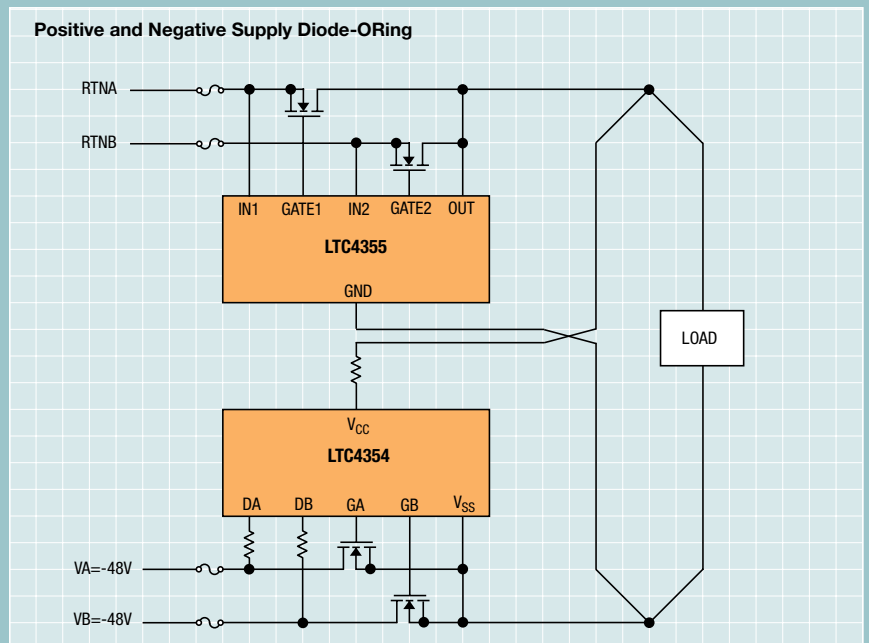 Positive and Negative Supply Diode-ORing
RTNA
RTNB
IN1 GATE1 IN2 GATE2 OUT
LTC4355
GND
LOAD
VCC
LTC4354
DA DB GA GB VSS
VA=-48V
VB=-48V